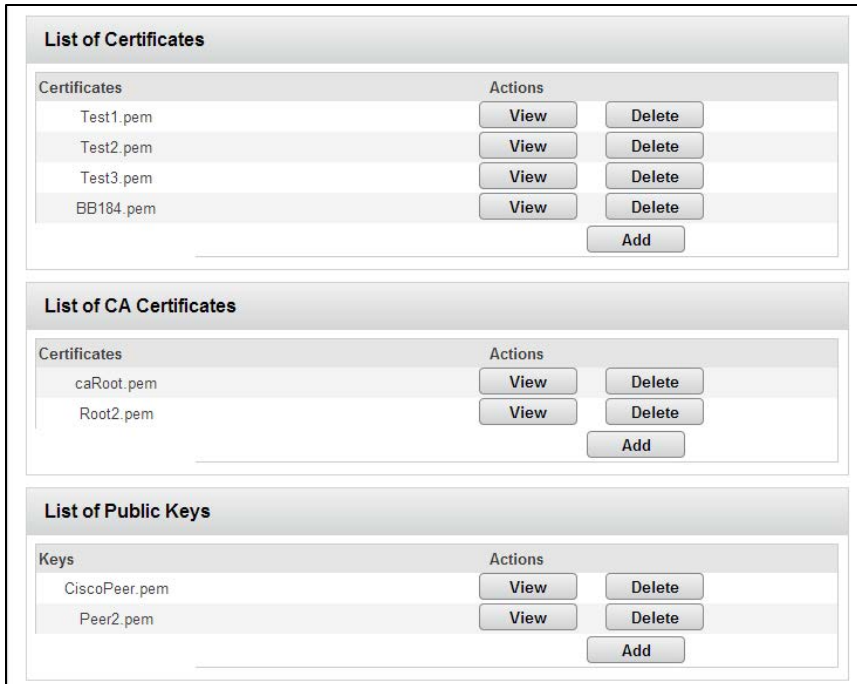 List of Certificates
Certificates Actions
Test1.pem View Delete
Test2.pem View Delete
Test3.pem View Delete
BB184.pem View Delete
Add
List of CA Certificates
Certificates Actions
caRoot.pem View Delete
Root2.pem View Delete
Add
List of Public Keys
Keys Actions
CiscoPeer.pem View Delete
Peer2.pem View Delete
Add